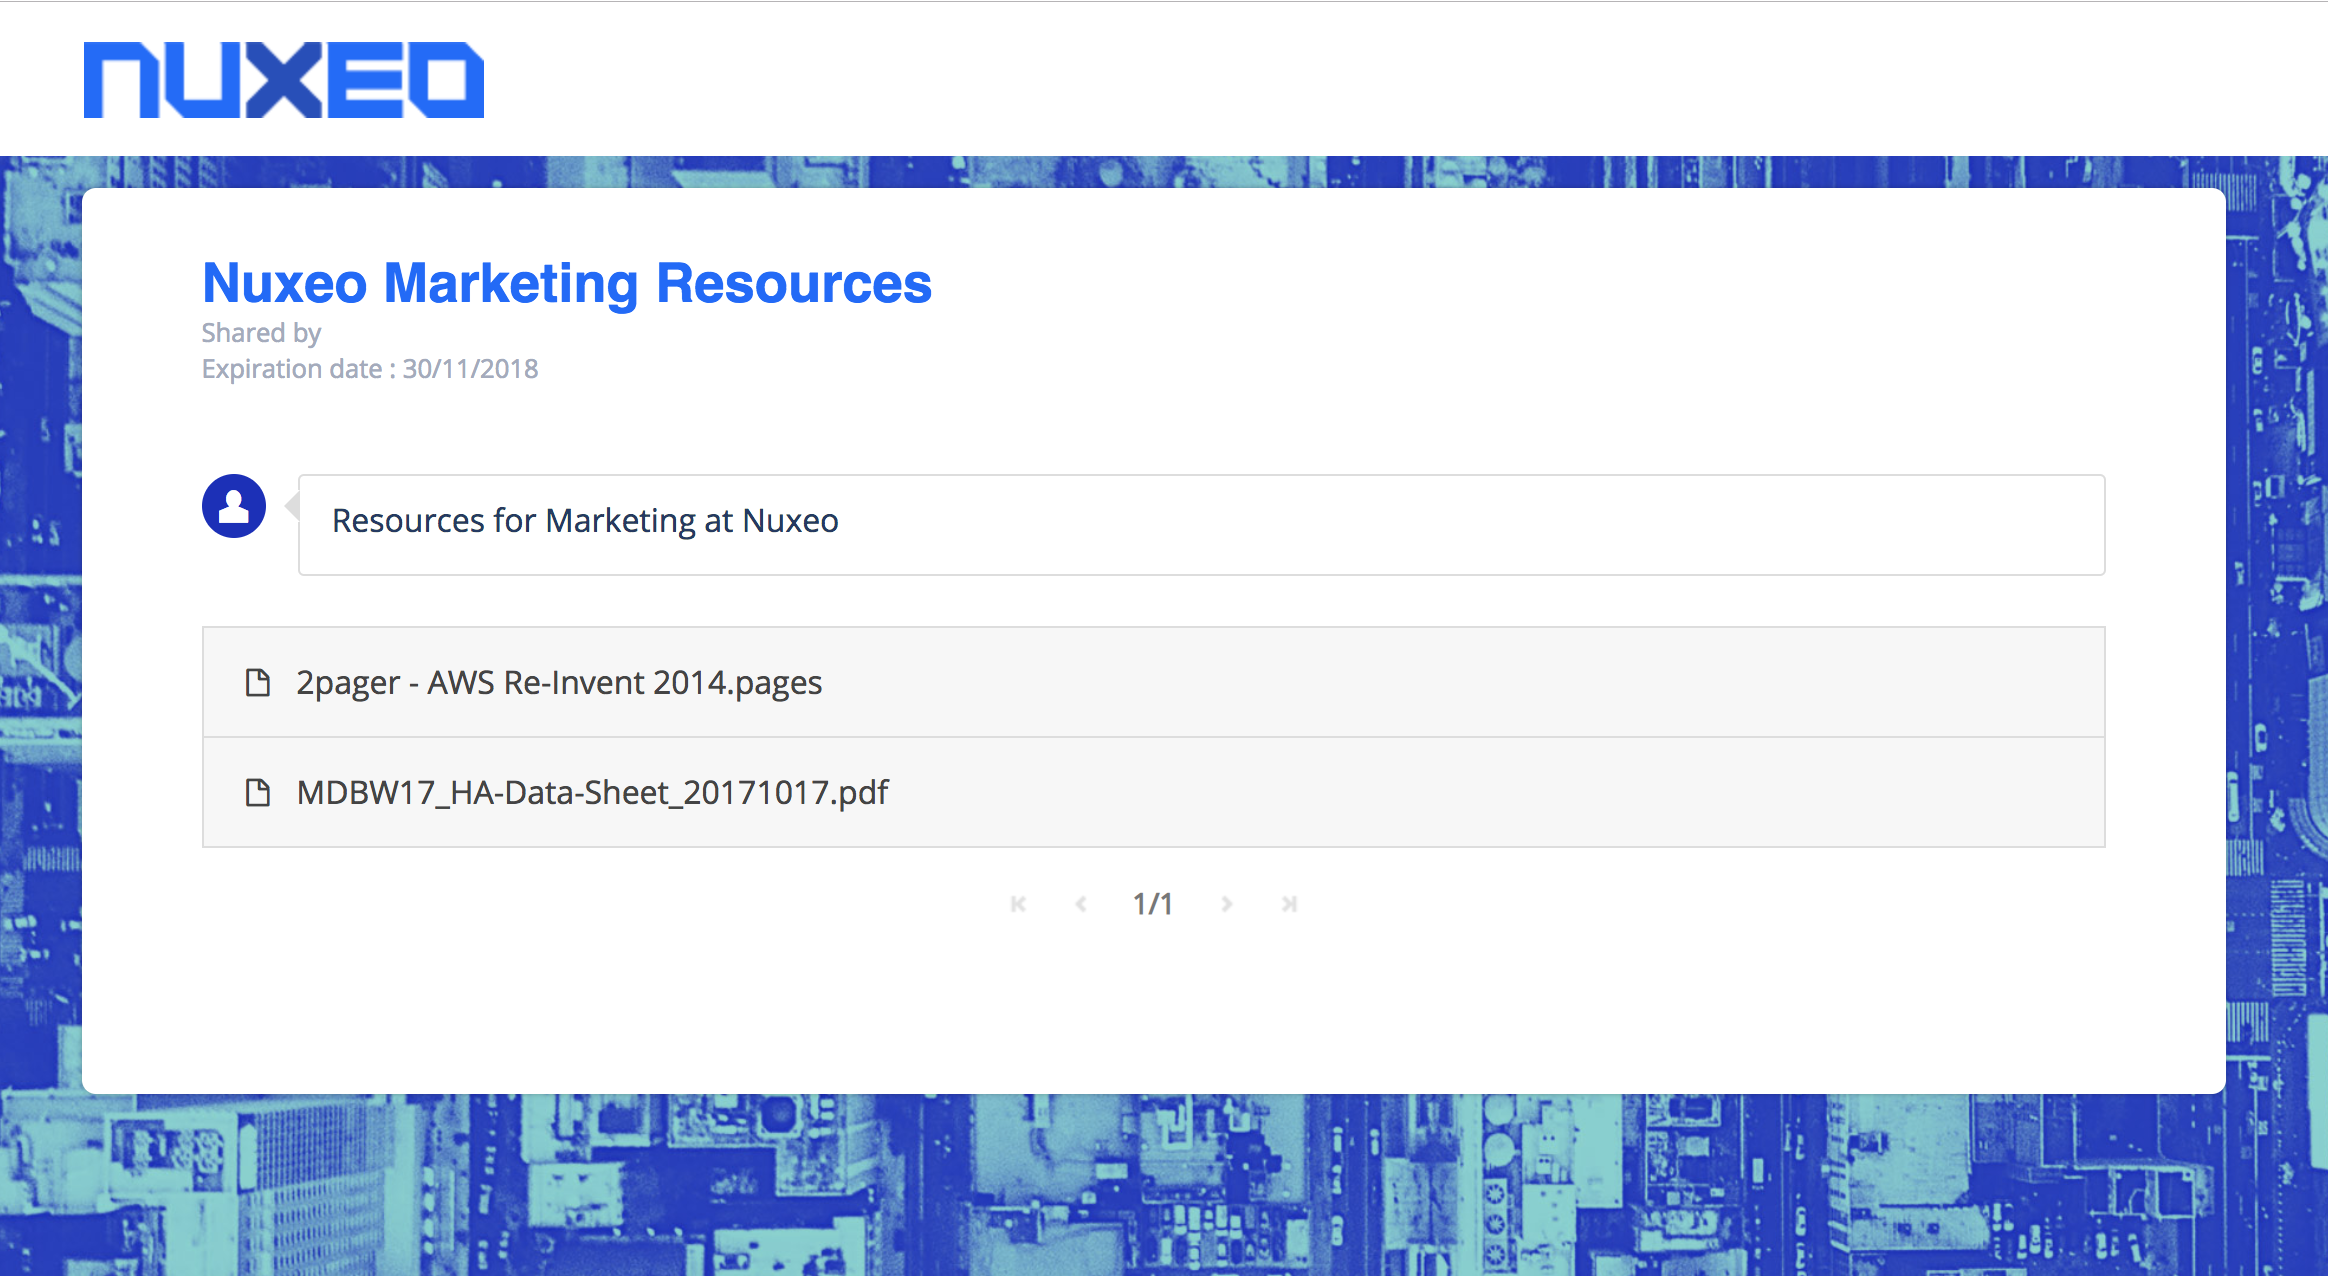 nuxeo
Nuxeo Marketing Resources
Shared by
Expiration date : 30/11/2018
Resources for Marketing at Nuxeo
2pager - AWS Re-Invent 2014.pages
MDBW17_HA-Data-Sheet_20171017.pdf
1/1